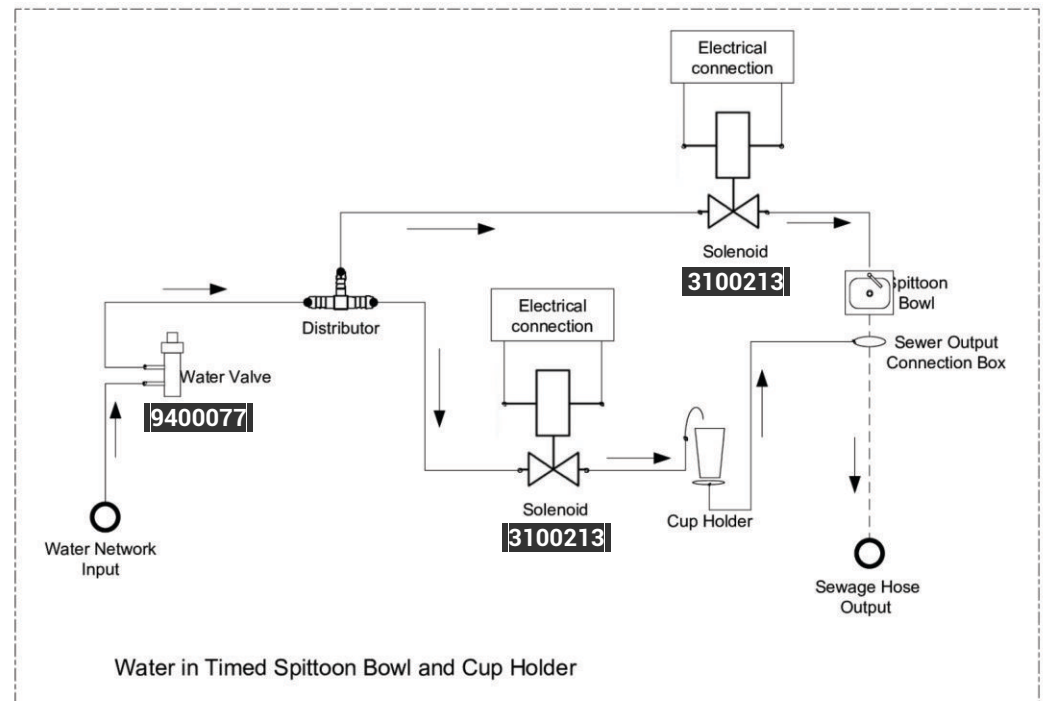 Electrical
connection
Solenoid
3100213
Spittoon
Bowl
Distributor
Electrical
connection
Sewer Output
Connection Box
Water Valve
9400077
Solenoid
3100213
Cup Holder
Water Network
Input
Sewage Hose
Output
Water in Timed Spittoon Bowl and Cup Holder